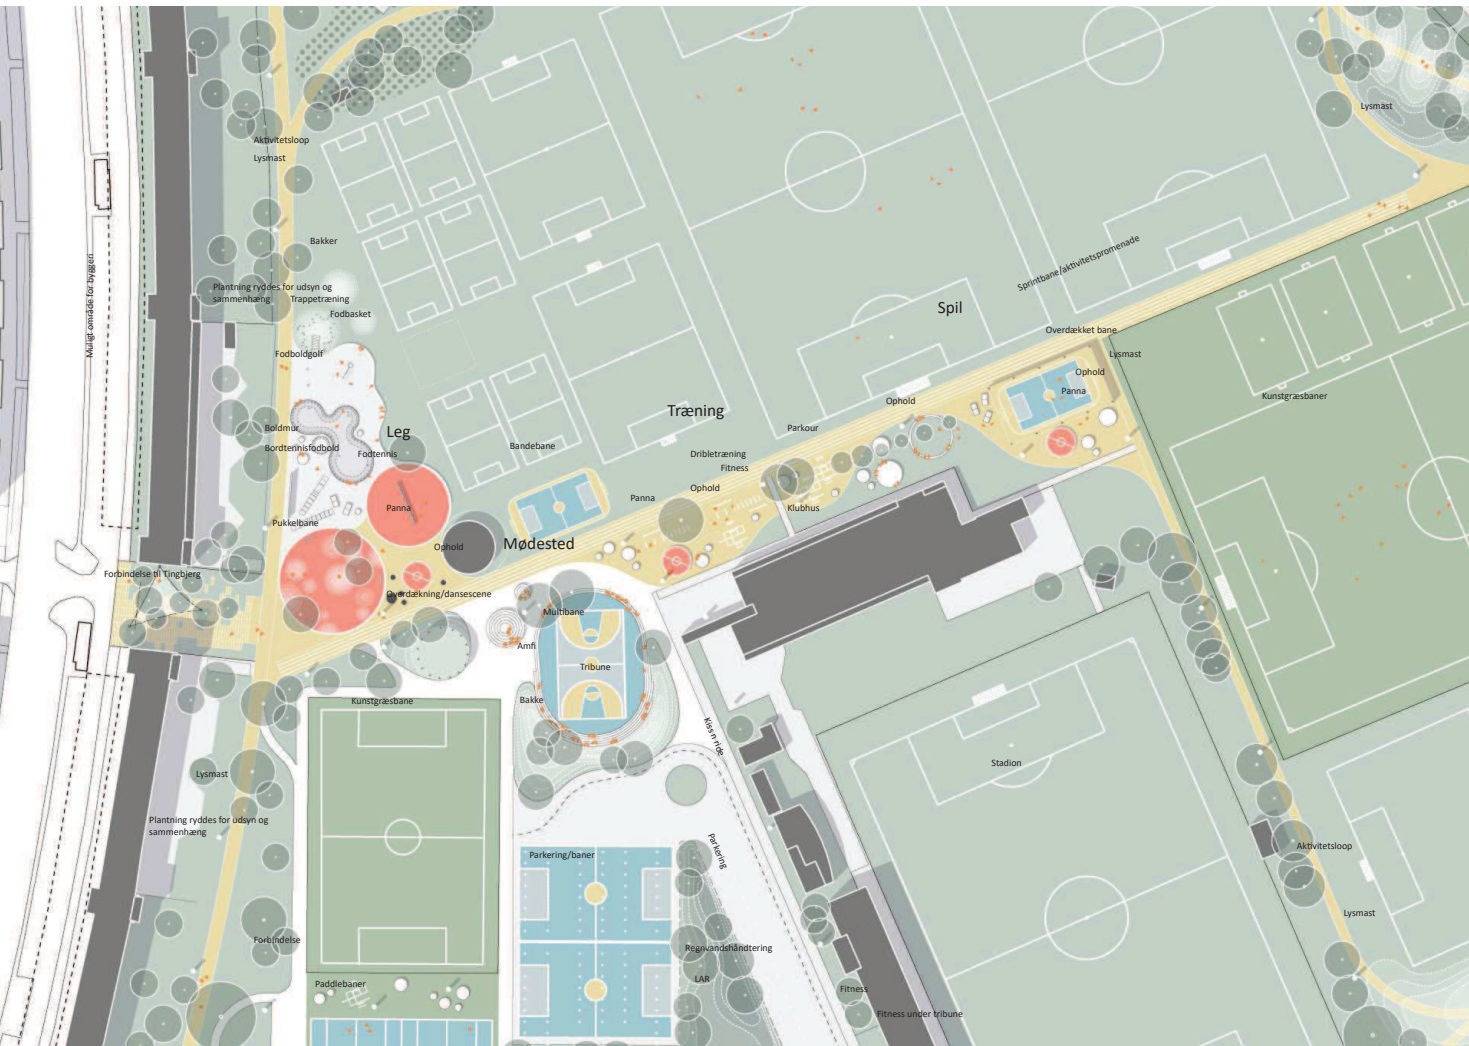 Lysmast
Aktivitetsloop
Lysmast
Bakker
Sprintbane/aktivitetspromenade
Muligt område for byggeri
Plantning ryddes for udsyn og
sammenhæng
Trappetræning
Fodbasket
Spil
Overdækket bane
Fodboldgolf
Lysmast
Ophold
Panna
Kunstgræsbaner
Ophold
Træning
Boldmur
Leg
Parkour
Bordtennisfodbold
Fodtennis
Bandebane
Dribletræning
Fitness
Ophold
Panna
Panna
Klubhus
Pukkelbane
Ophold
Mødested
Forbindelse til Tingbjerg
Overdækning/dansescene
Multibane
Amfi
Tribune
Kunstgræsbane
Bakke
Kiss n ride
Stadion
Lysmast
Plantning ryddes for udsyn og
sammenhæng
Parkering/baner
Parkering
Aktivitetsloop
Lysmast
Forbindelse
Regnvandshåndtering
LAR
Paddlebaner
Fitness
Fitness under tribune